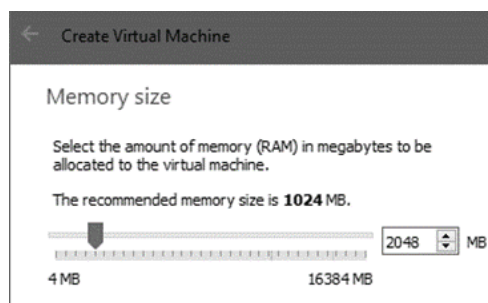 Create Virtual Machine
Memory size
Select the amount of memory (RAM) in megabytes to be
allocated to the virtual machine.
The recommended memory size is 1024 MB.
2048 MB
4 MB 16384 MB